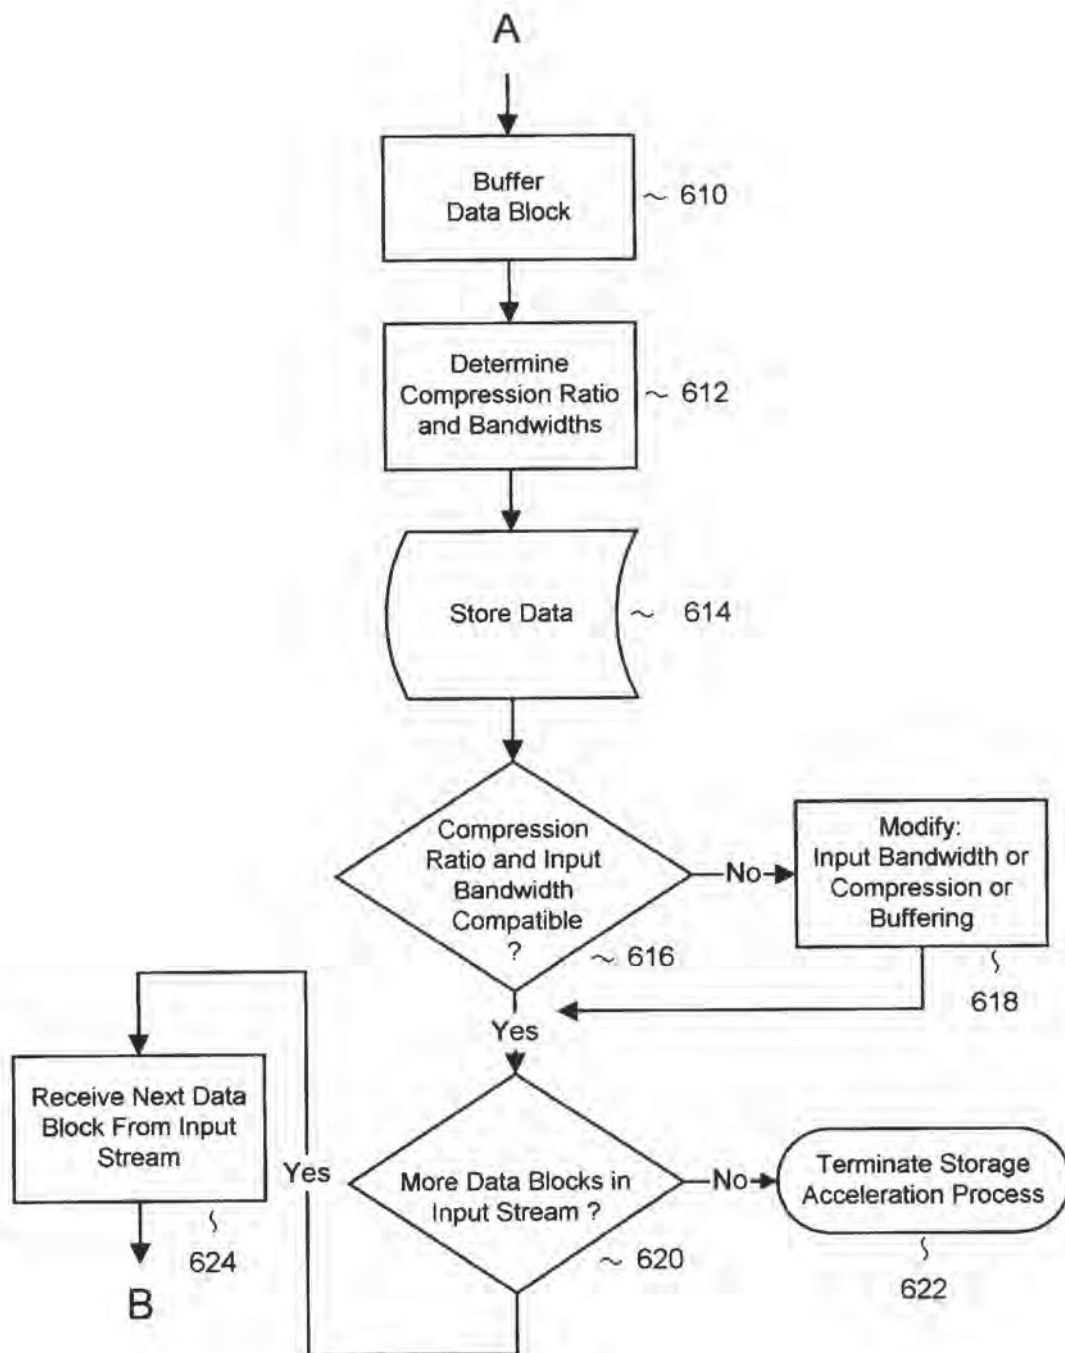 A
Buffer
Data Block
~ 610
Determine
Compression Ratio
and Bandwidths
~ 612
Store Data
~ 614
Compression
Ratio and Input
Bandwidth
Compatible
?
~ 616
No
Modify:
Input Bandwidth or
Compression or
Buffering
618
Yes
Receive Next Data
Block From Input
Stream
624
B
Yes
More Data Blocks in
Input Stream ?
~ 620
No
Terminate Storage
Acceleration Process
622